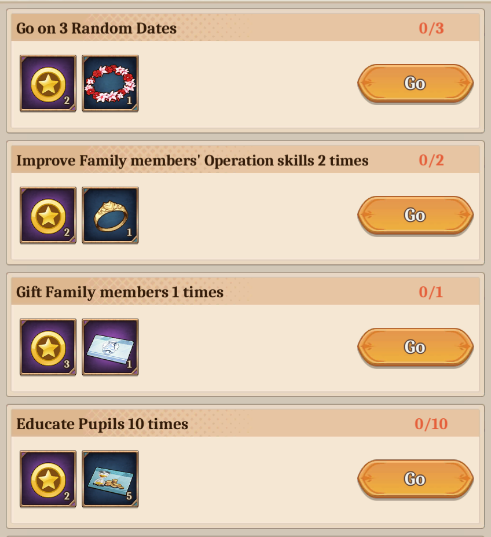 Go on 3 Random Dates 0/3
2 1 Go
Improve Family members' Operation skills 2 times 0/2
2 1 Go
Gift Family members 1 times 0/1
3 1 Go
Educate Pupils 10 times 0/10
2 5 Go